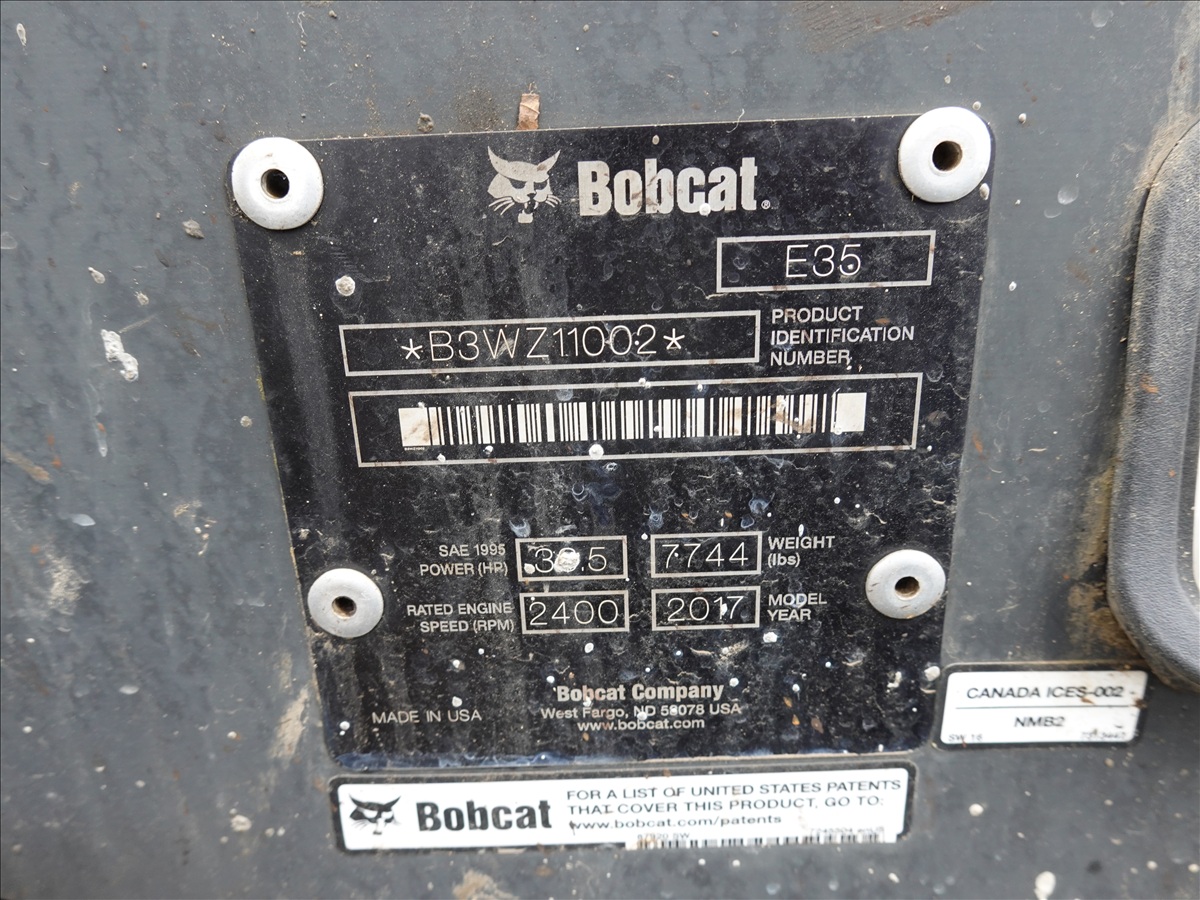 Bobcat®
E35
*B3WZ11002*
PRODUCT
IDENTIFICATION
NUMBER
SAE 1995
POWER (HP)
7744
WEIGHT
(lbs)
RATED ENGINE
SPEED (RPM)
2400
2017
MODEL
YEAR
Bobcat Company
MADE IN USA
West Fargo, ND 58078 USA
www.bobcat.com
CANADA ICES-002
NMB2
SW 16
Bobcat
FOR A LIST OF UNITED STATES PATENTS
THAT COVER THIS PRODUCT, GO TO:
www.bobcat.com/patents